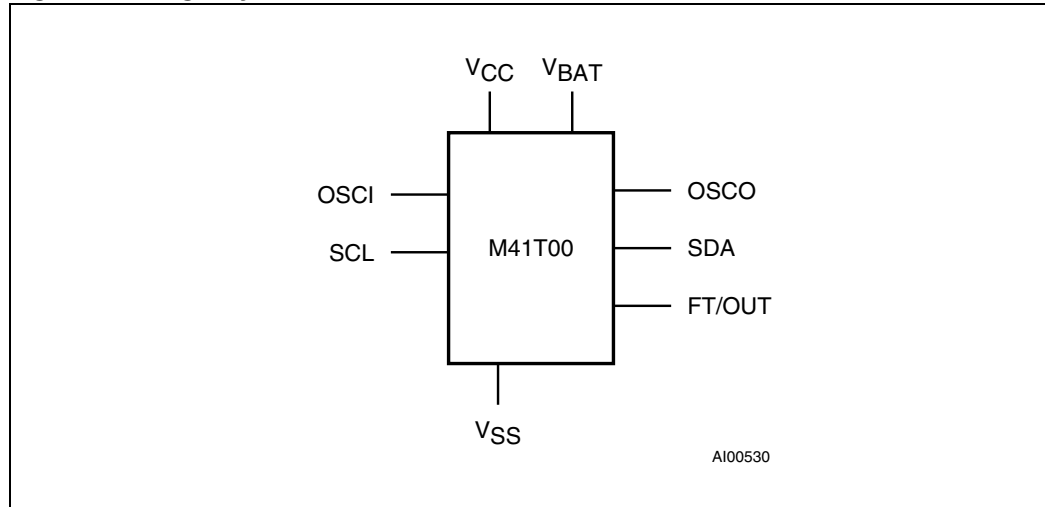 VCC VBAT
OSCI OSCO
SCL M41T00 SDA
FT/OUT
VSS
AI00530